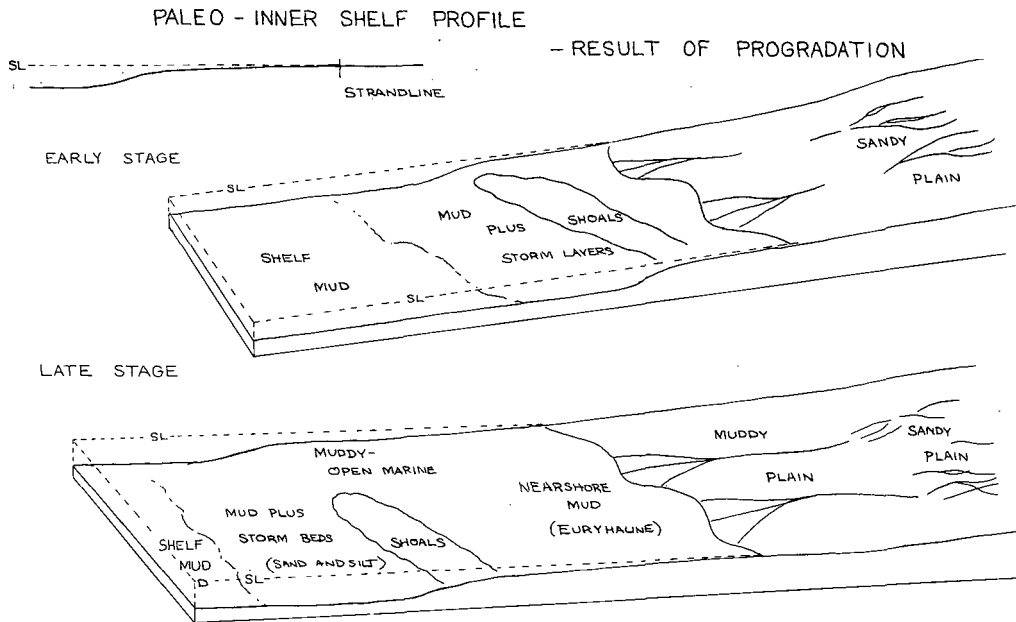 PALEO - INNER SHELF PROFILE
- RESULT OF PROGRADATION
SL
STRANDLINE
EARLY STAGE
SL
SANDY
PLAIN
MUD
PLUS
STORM LAYERS
SHOALS
SHELF
MUD
SL
LATE STAGE
SL
MUDDY-
OPEN MARINE
MUDDY
PLAIN
SANDY
PLAIN
NEARSHORE
MUD
(EURYHALINE)
MUD PLUS
STORM BEDS
(SAND AND SILT)
SHOALS
SHELF
MUD
D
SL